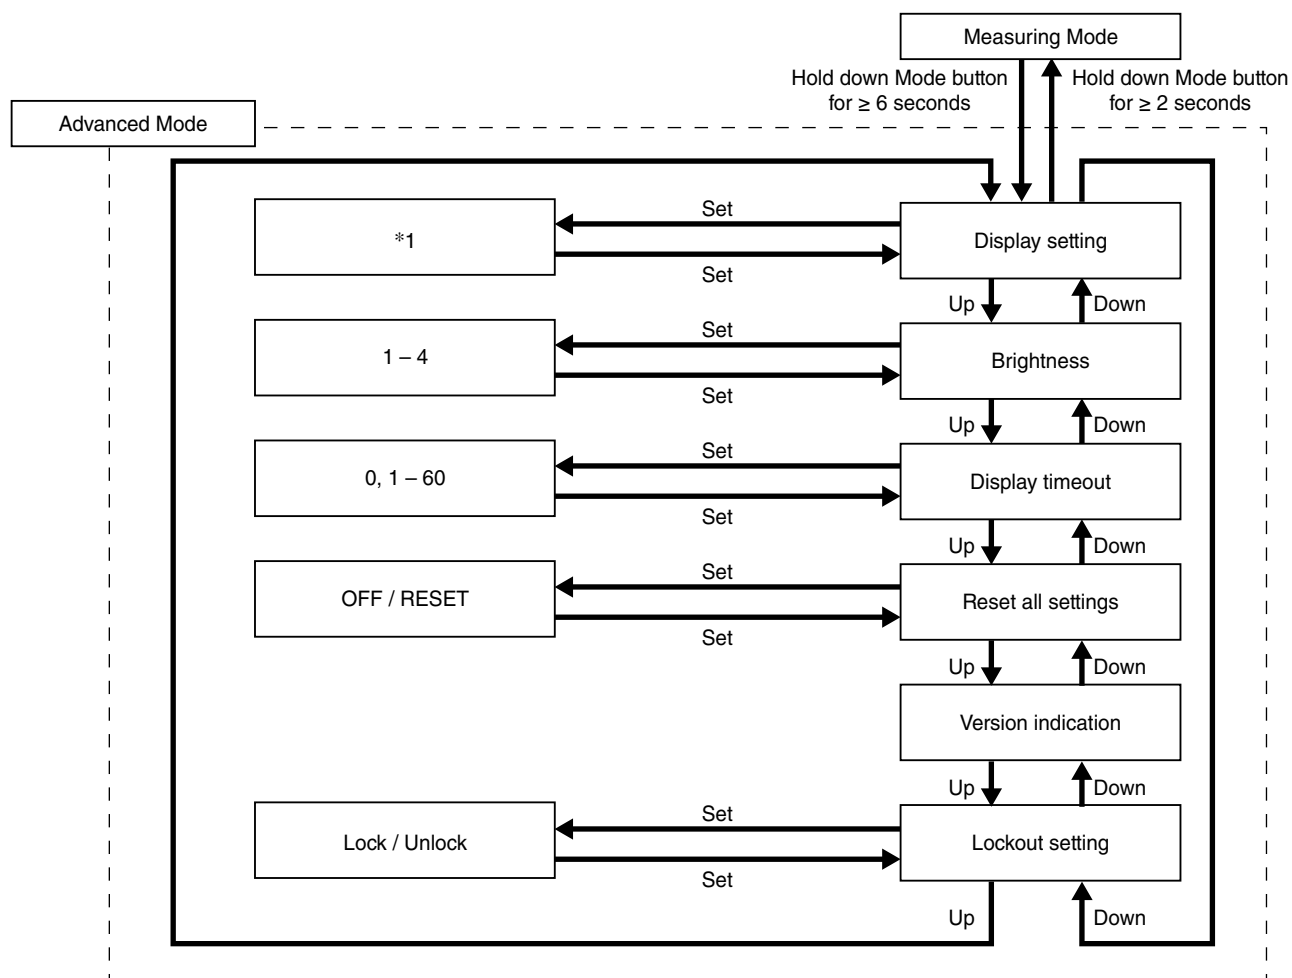 Measuring Mode
Hold down Mode button
for ≥ 6 seconds
Hold down Mode button
for ≥ 2 seconds
Advanced Mode
*1
Set
Set
Display setting
Up
Down
1 – 4
Set
Set
Brightness
Up
Down
0, 1 – 60
Set
Set
Display timeout
Up
Down
OFF / RESET
Set
Set
Reset all settings
Up
Down
Version indication
Up
Down
Lock / Unlock
Set
Set
Lockout setting
Up
Down